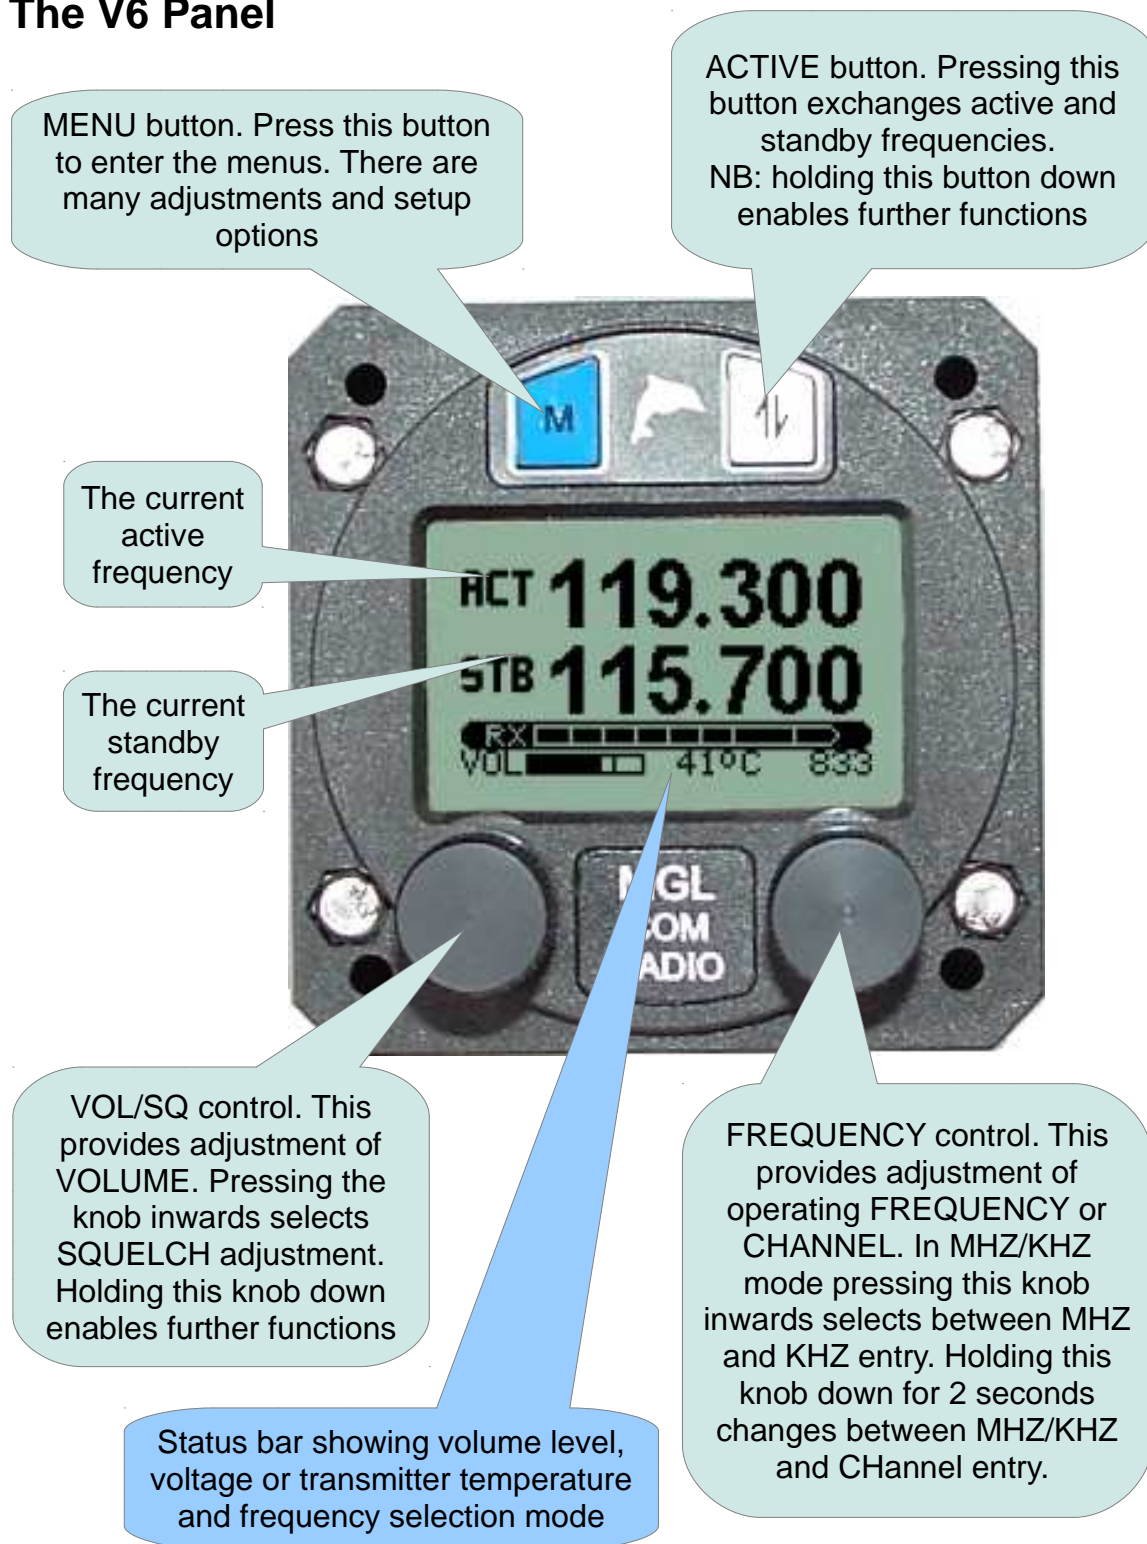 The V6 Panel
MENU button. Press this button
to enter the menus. There are
many adjustments and setup
options
ACTIVE button. Pressing this
button exchanges active and
standby frequencies.
NB: holding this button down
enables further functions
M
The current
active
frequency
ACT 119.300
The current
standby
frequency
STB 115.700
RX
VOL 41ºC 833
MGL
COM
RADIO
VOL/SQ control. This
provides adjustment of
VOLUME. Pressing the
knob inwards selects
SQUELCH adjustment.
Holding this knob down
enables further functions
FREQUENCY control. This
provides adjustment of
operating FREQUENCY or
CHANNEL. In MHZ/KHZ
mode pressing this knob
inwards selects between MHZ
and KHZ entry. Holding this
knob down for 2 seconds
changes between MHZ/KHZ
and CHannel entry.
Status bar showing volume level,
voltage or transmitter temperature
and frequency selection mode